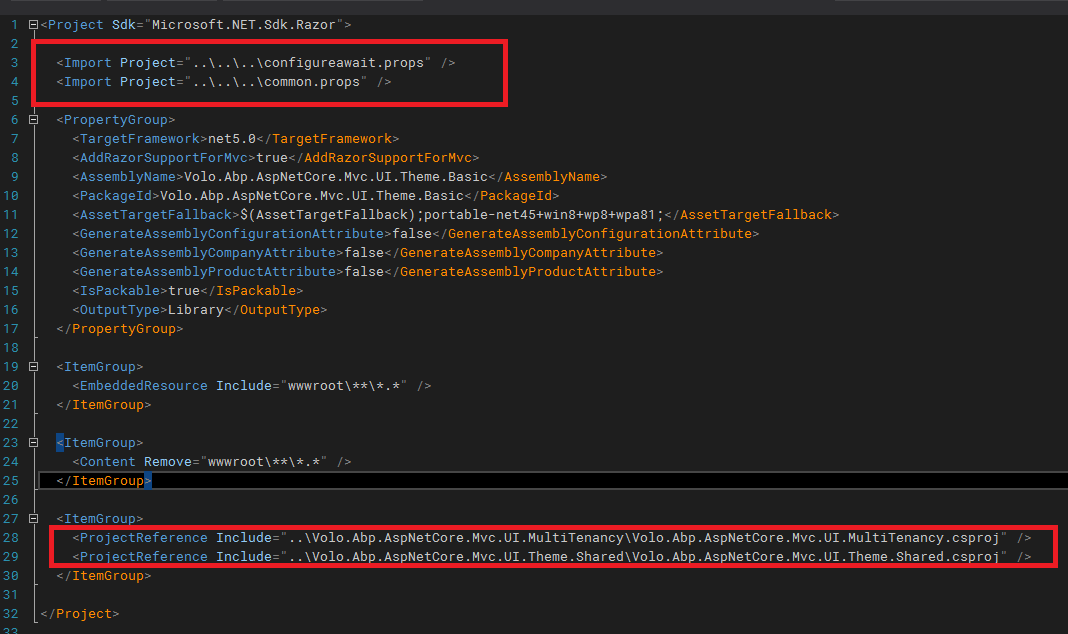 1 <Project Sdk="Microsoft.NET.Sdk.Razor">
2
3 <Import Project="..\..\..\configureawait.props" />
4 <Import Project="..\..\..\common.props" />
5
6 <PropertyGroup>
7 <TargetFramework>net5.0</TargetFramework>
8 <AddRazorSupportForMvc>true</AddRazorSupportForMvc>
9 <AssemblyName>Volo.Abp.AspNetCore.Mvc.UI.Theme.Basic</AssemblyName>
10 <PackageId>Volo.Abp.AspNetCore.Mvc.UI.Theme.Basic</PackageId>
11 <AssetTargetFallback>$(AssetTargetFallback);portable-net45+win8+wp8+wpa81;</AssetTargetFallback>
12 <GenerateAssemblyConfigurationAttribute>false</GenerateAssemblyConfigurationAttribute>
13 <GenerateAssemblyCompanyAttribute>false</GenerateAssemblyCompanyAttribute>
14 <GenerateAssemblyProductAttribute>false</GenerateAssemblyProductAttribute>
15 <IsPackable>true</IsPackable>
16 <OutputType>Library</OutputType>
17 </PropertyGroup>
18
19 <ItemGroup>
20 <EmbeddedResource Include="wwwroot\**\*.*" />
21 </ItemGroup>
22
23 <ItemGroup>
24 <Content Remove="wwwroot\**\*.*" />
25 </ItemGroup>
26
27 <ItemGroup>
28 <ProjectReference Include="..\Volo.Abp.AspNetCore.Mvc.UI.MultiTenancy\Volo.Abp.AspNetCore.Mvc.UI.MultiTenancy.csproj" />
29 <ProjectReference Include="..\Volo.Abp.AspNetCore.Mvc.UI.Theme.Shared\Volo.Abp.AspNetCore.Mvc.UI.Theme.Shared.csproj" />
30 </ItemGroup>
31
32 </Project>
33